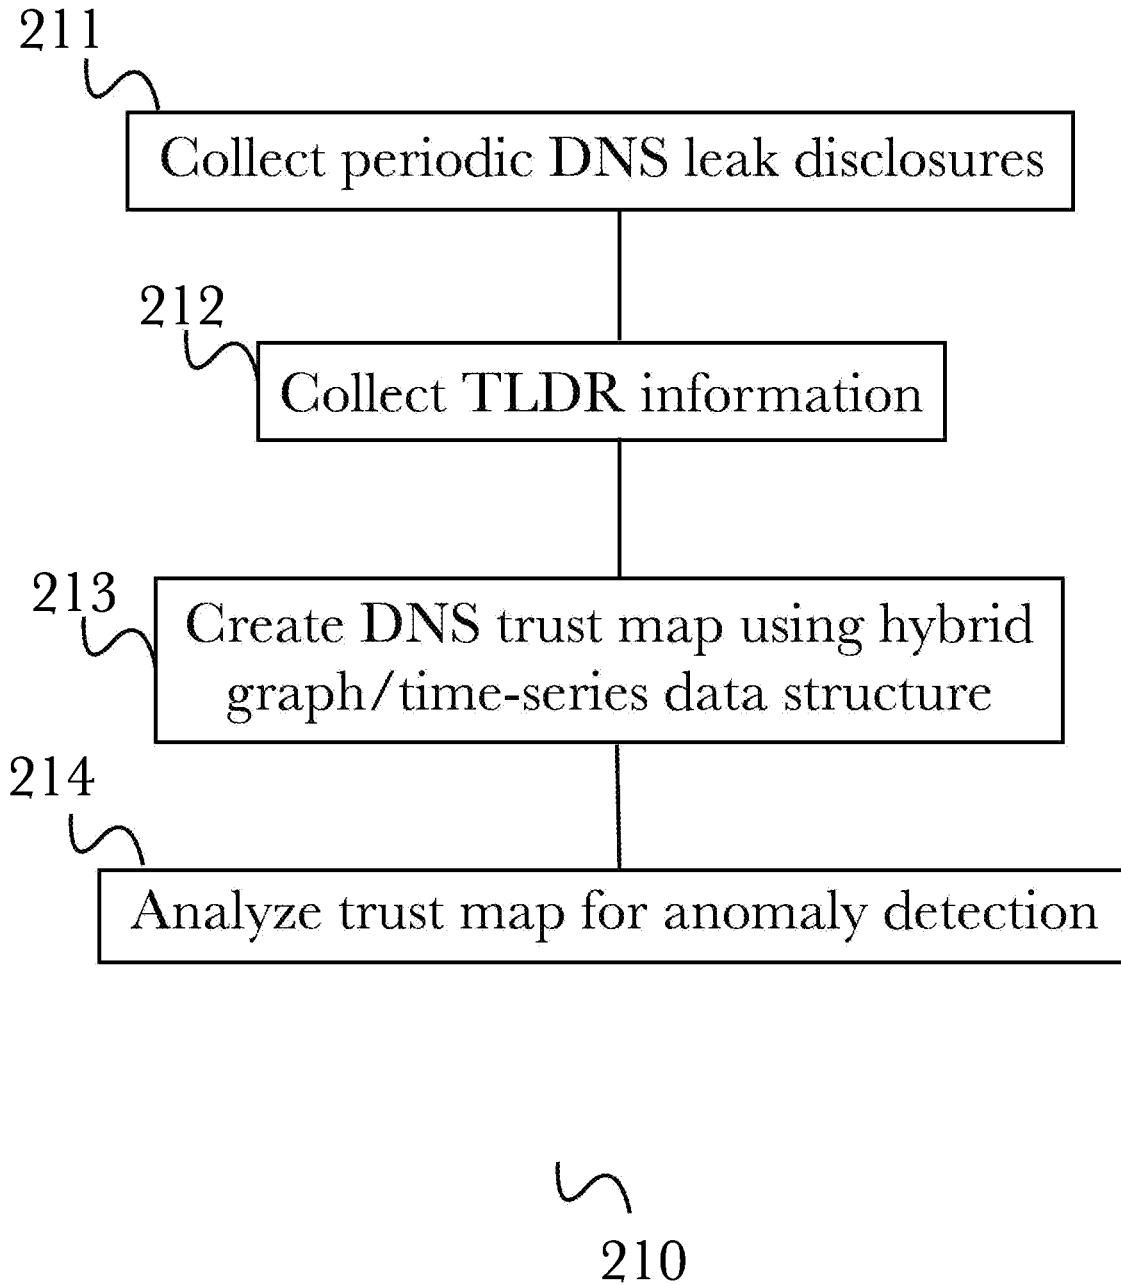 211
Collect periodic DNS leak disclosures
212
Collect TLDR information
213
Create DNS trust map using hybrid
graph/time-series data structure
214
Analyze trust map for anomaly detection
210